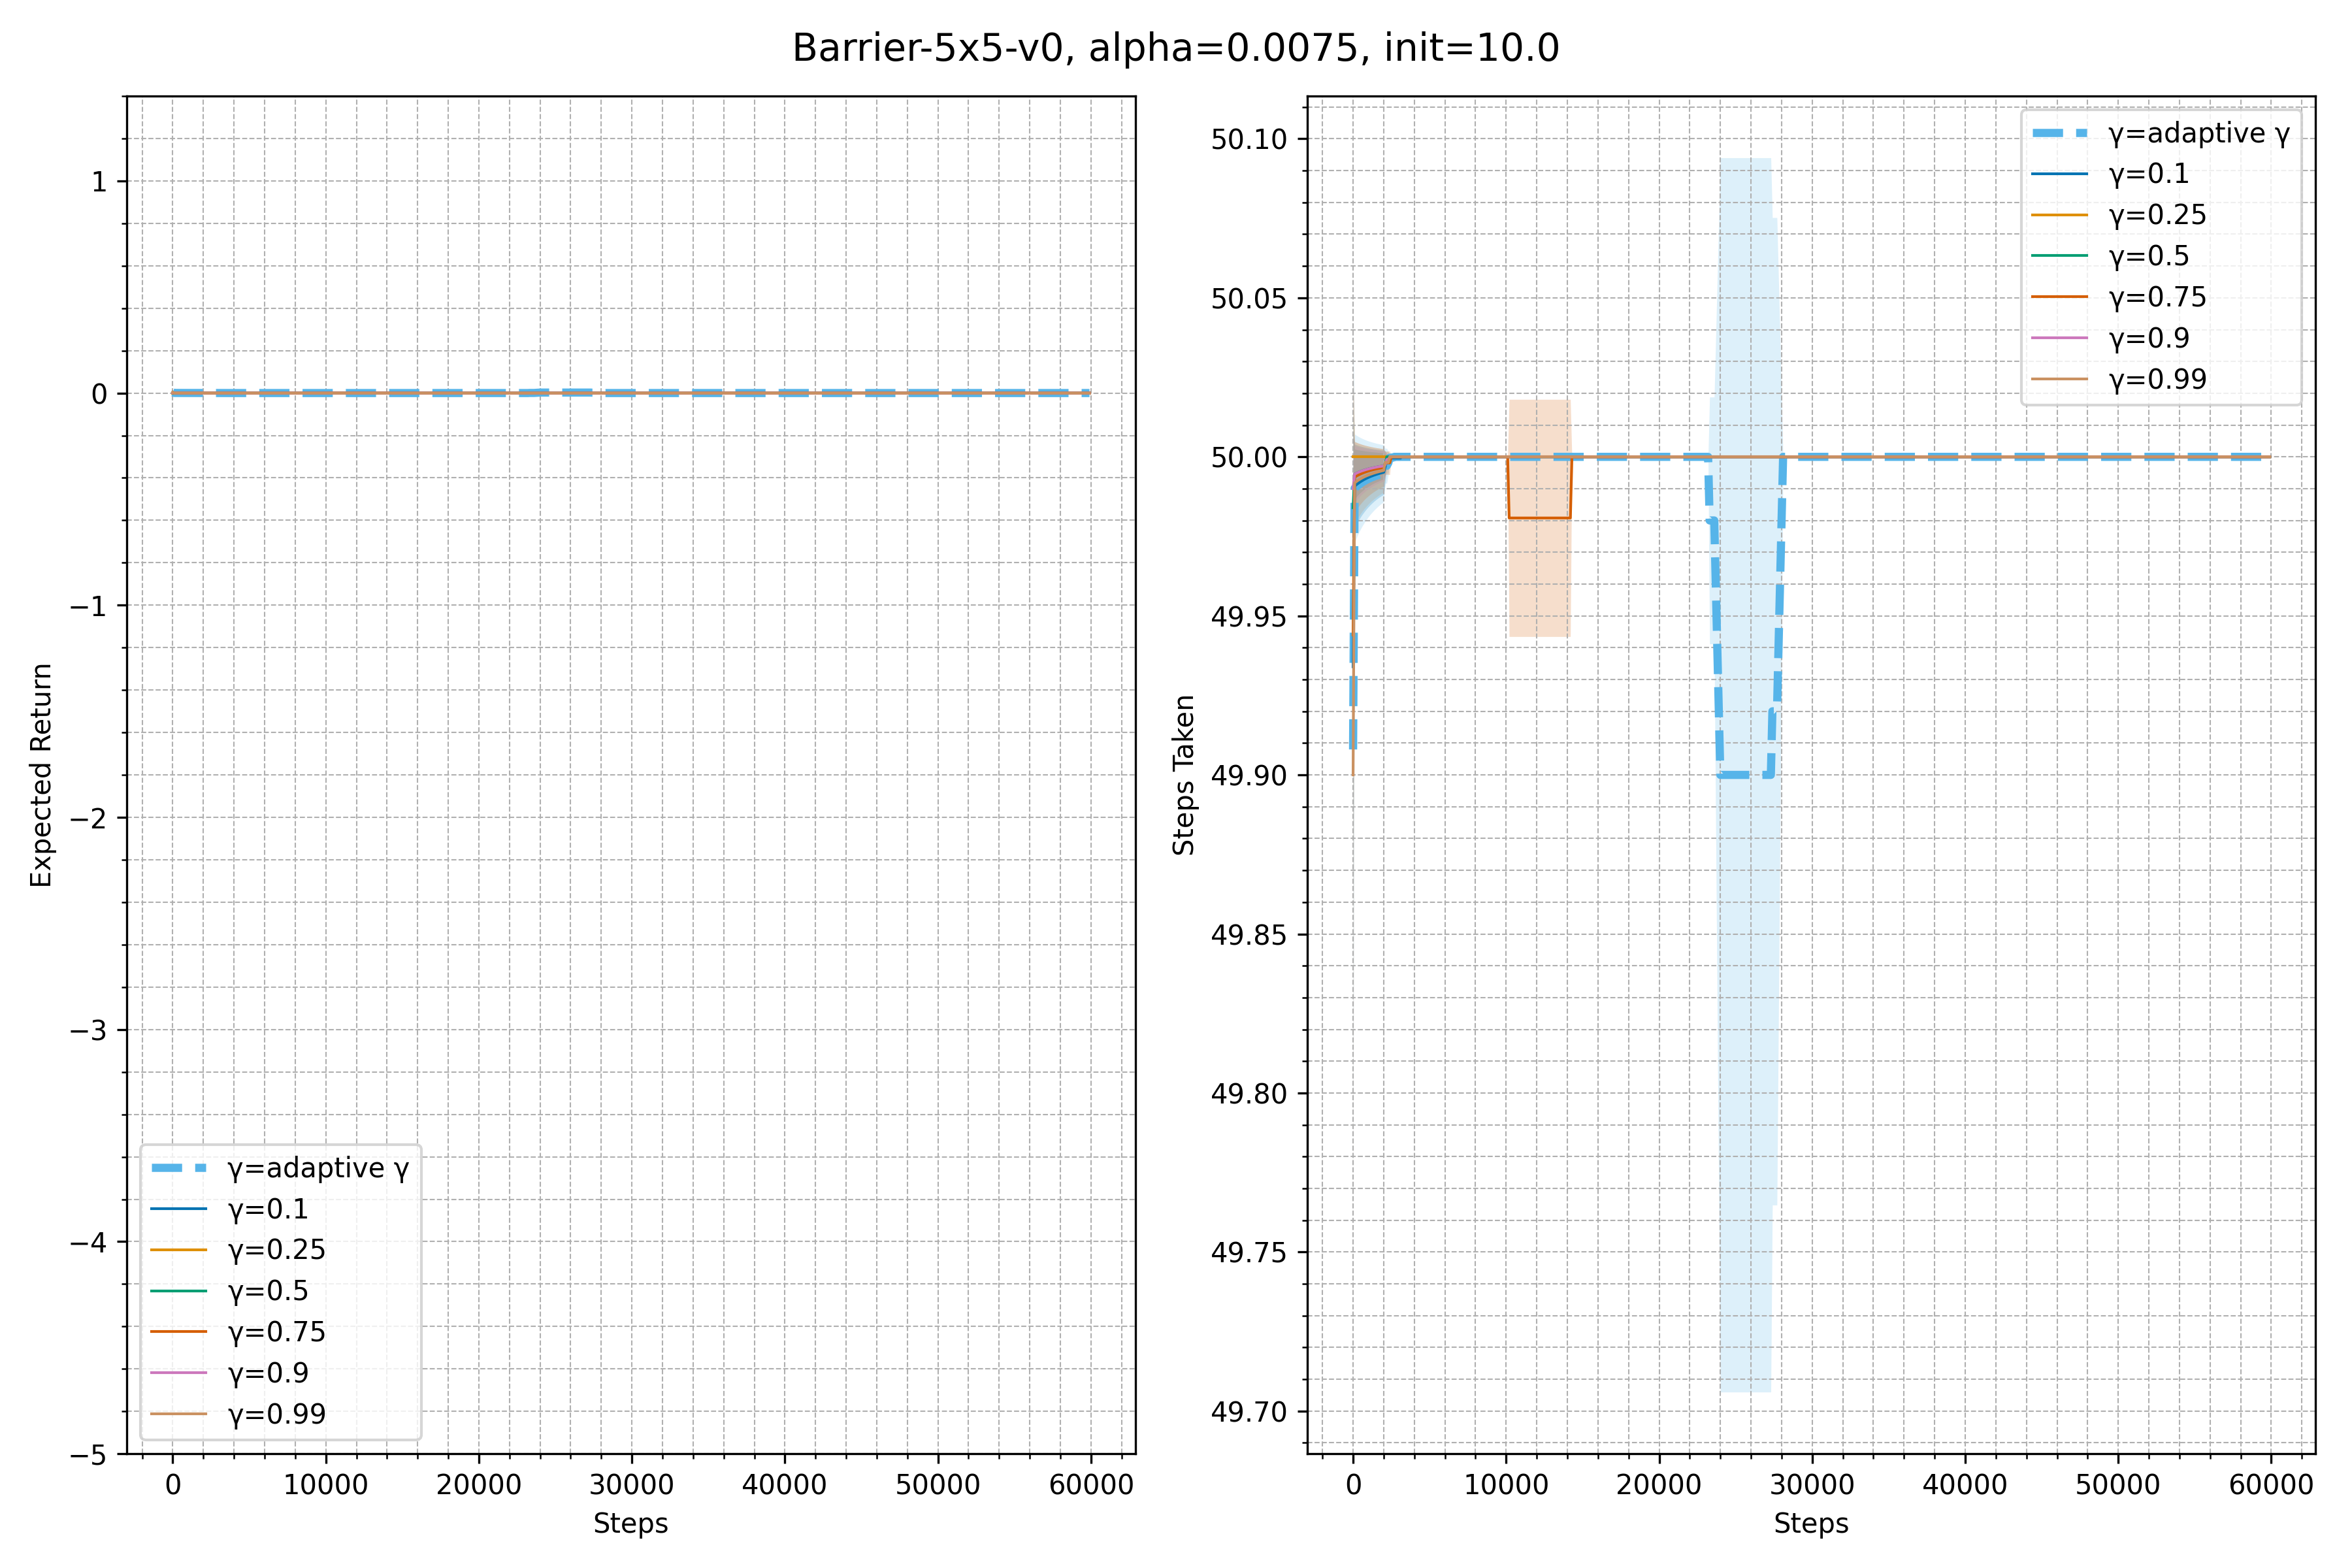 Barrier-5x5-v0, alpha=0.0075, init=10.0
1
0
−1
−2
−3
−4
−5
Expected Return
γ=adaptive γ
γ=0.1
γ=0.25
γ=0.5
γ=0.75
γ=0.9
γ=0.99
0 10000 20000 30000 40000 50000 60000
Steps
50.10
50.05
50.00
49.95
49.90
49.85
49.80
49.75
49.70
Steps Taken
γ=adaptive γ
γ=0.1
γ=0.25
γ=0.5
γ=0.75
γ=0.9
γ=0.99
0 10000 20000 30000 40000 50000 60000
Steps